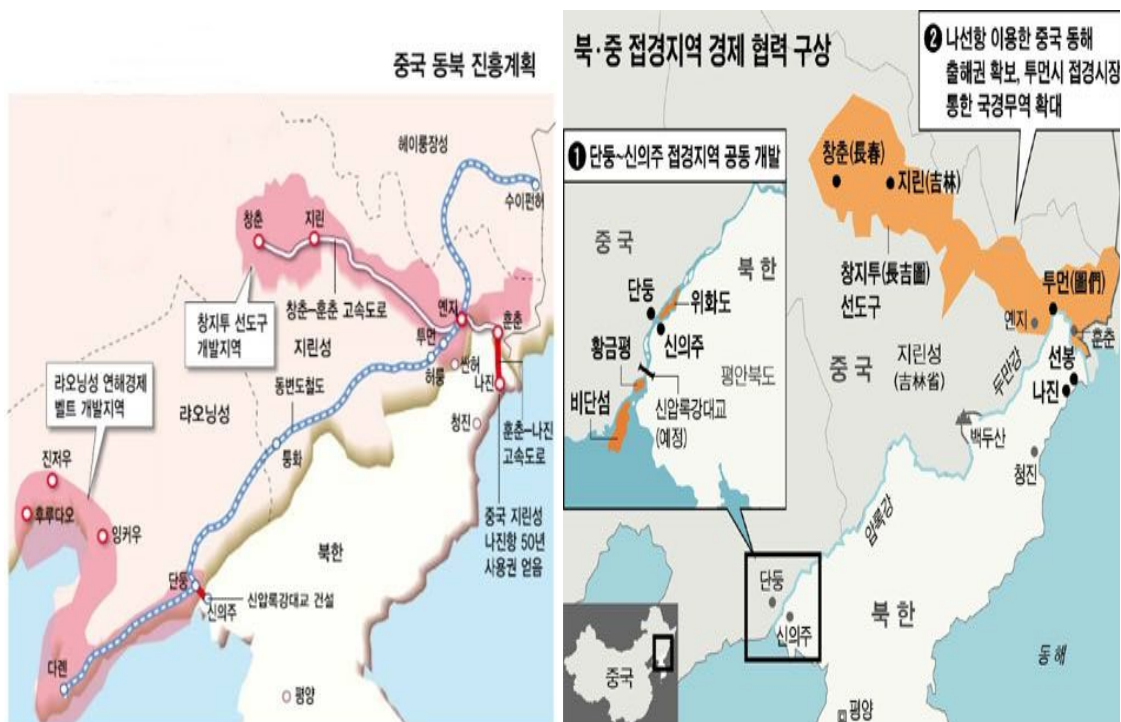 중국 동북 진흥계획
헤이룽장성
수이펀허
창춘
지린
창춘—훈춘 고속도로
창지투 선도구
개발지역
지린성
옌지
훈춘
투먼
싼허
허룽
나진
동변도철도
랴오닝성 연해경제
벨트 개발지역
랴오닝성
청진
훈춘—나진
고속도로
통화
진저우
후루다오
잉커우
중국 지린성
나진항 50년
사용권 얻음
북한
단둥
신의주
신압록강대교 건설
다롄
평양
북·중 접경지역 경제 협력 구상
❷ 나선항 이용한 중국 동해
출해권 확보, 투먼시 접경시장
통한 국경무역 확대
❶ 단둥~신의주 접경지역 공동 개발
중국
북한
단둥
위화도
신의주
황금평
평안북도
비단섬
신압록강대교
(예정)
창춘(長春)
지린(吉林)
창지투(長吉圖)
선도구
투먼(圖們)
옌지
훈춘
중국
지린성
(吉林省)
두만강
선봉
나진
백두산
청진
압록강
단둥
신의주
북한
동해
중국
평양